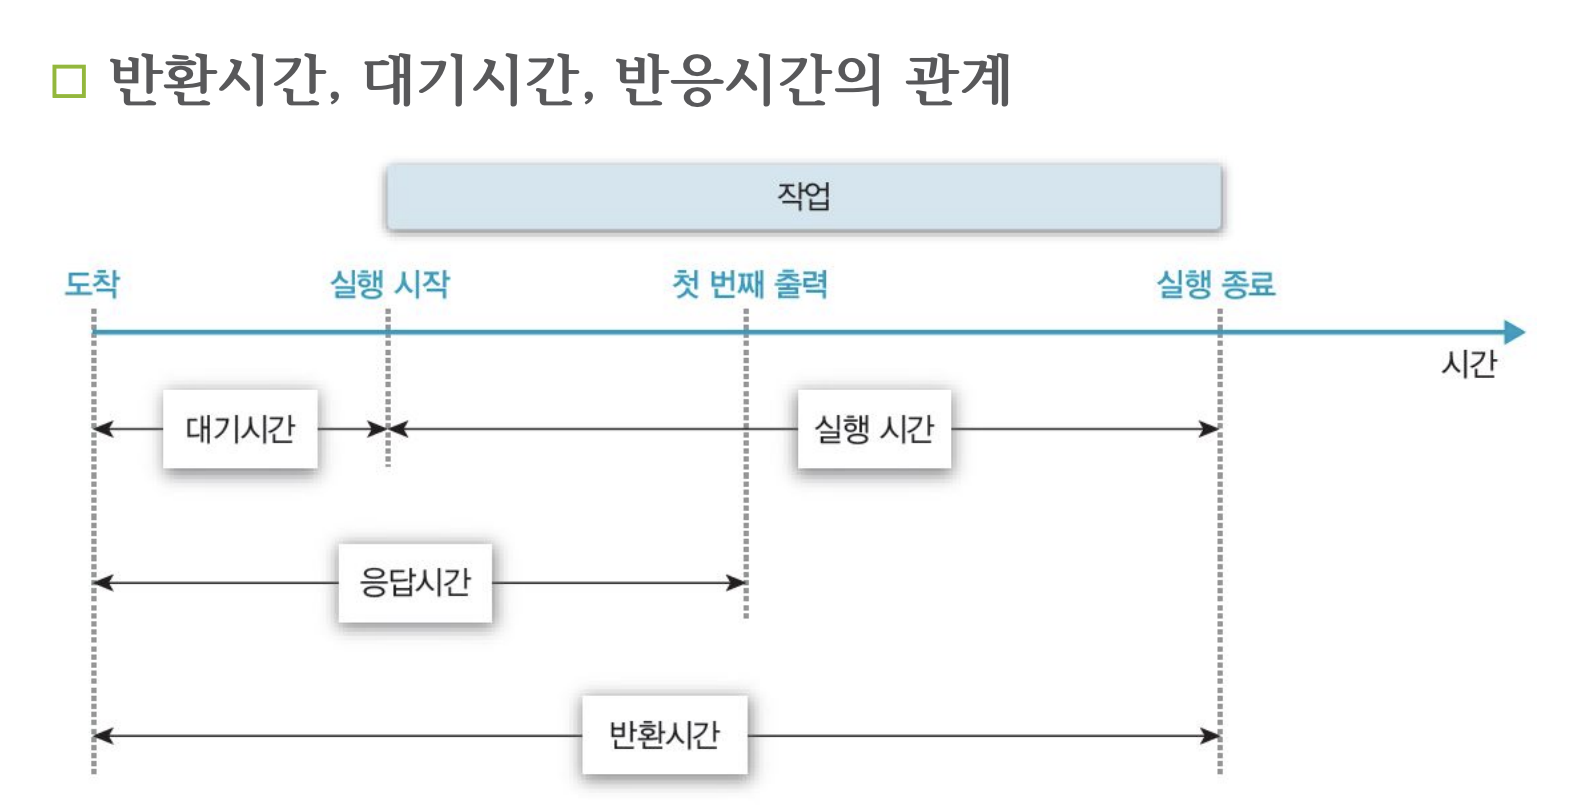 반환시간, 대기시간, 반응시간의 관계
작업
도착
실행 시작
첫 번째 출력
실행 종료
시간
대기시간
실행 시간
응답시간
반환시간